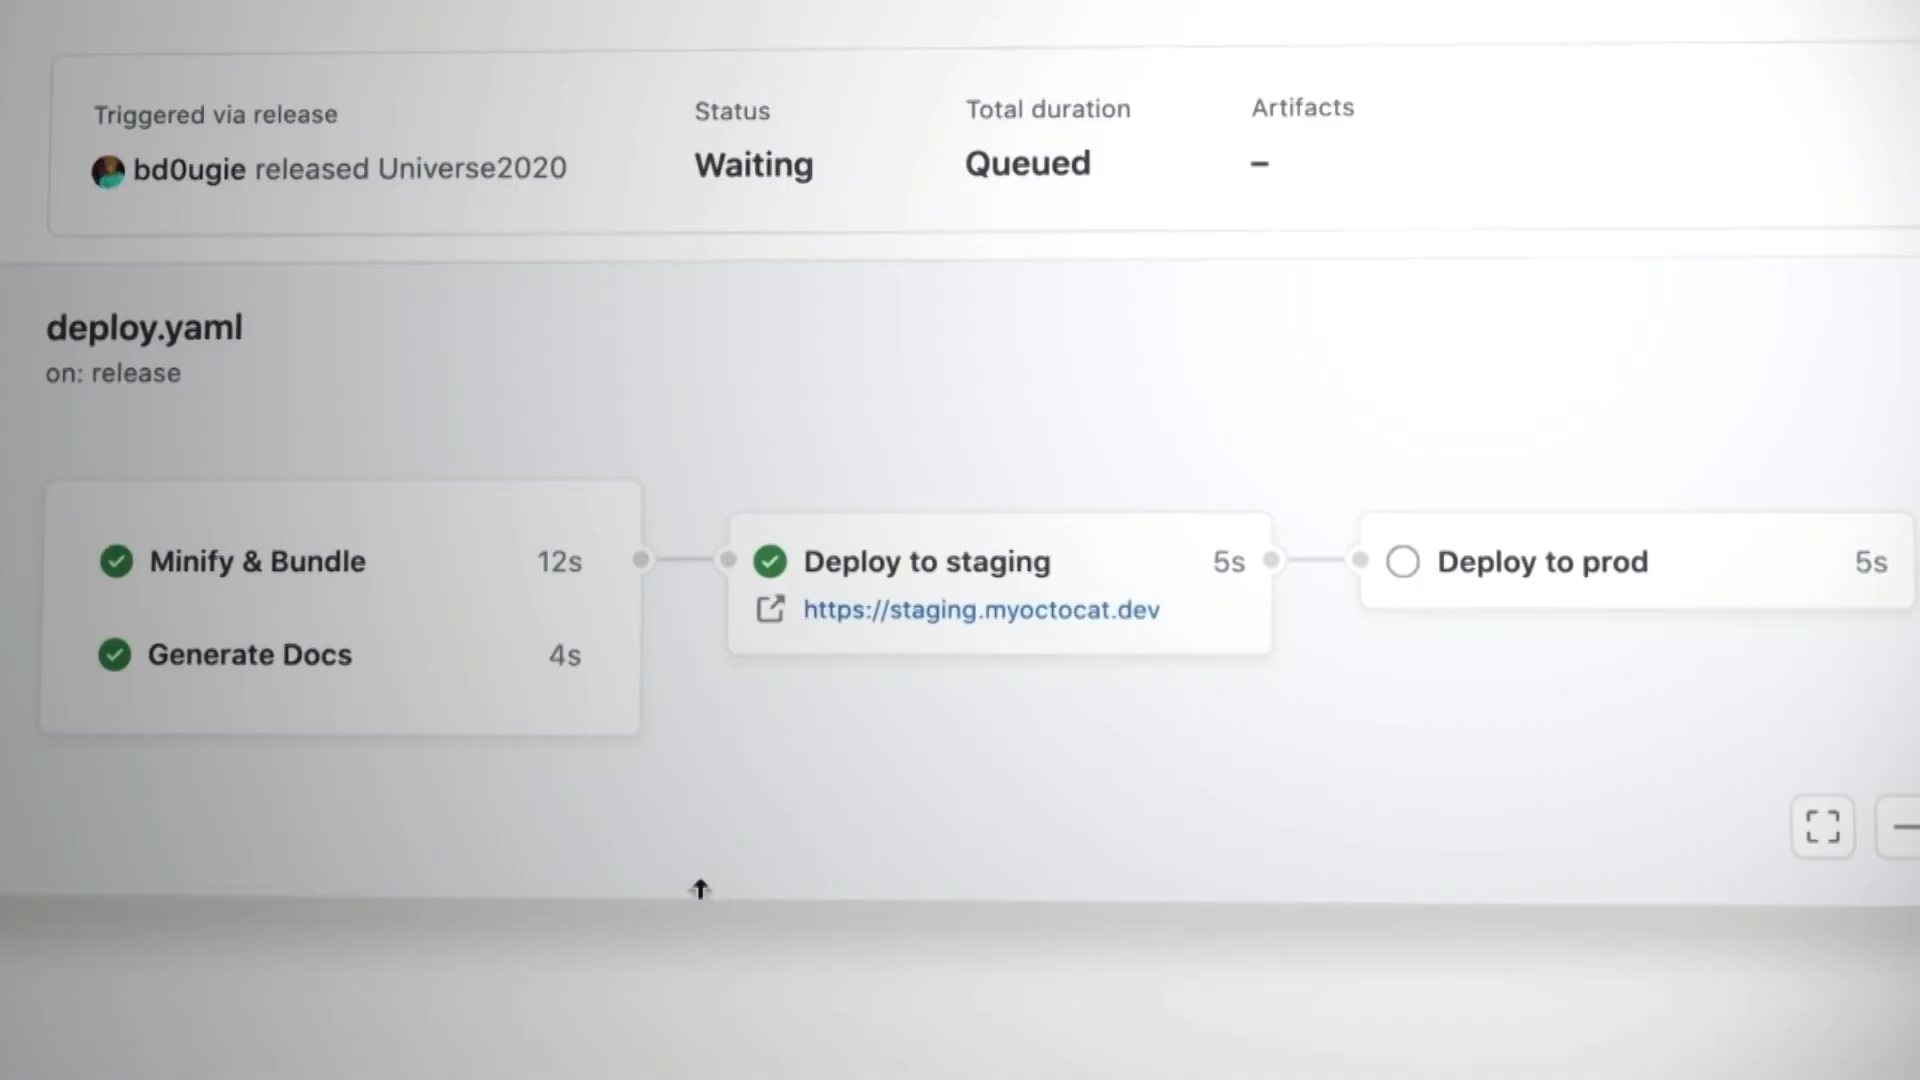 Triggered via release
bd0ugie released Universe2020
Status
Waiting
Total duration
Queued
Artifacts
–
deploy.yaml
on: release
Minify & Bundle 12s
Generate Docs 4s
Deploy to staging 5s
https://staging.myoctocat.dev
Deploy to prod 5s